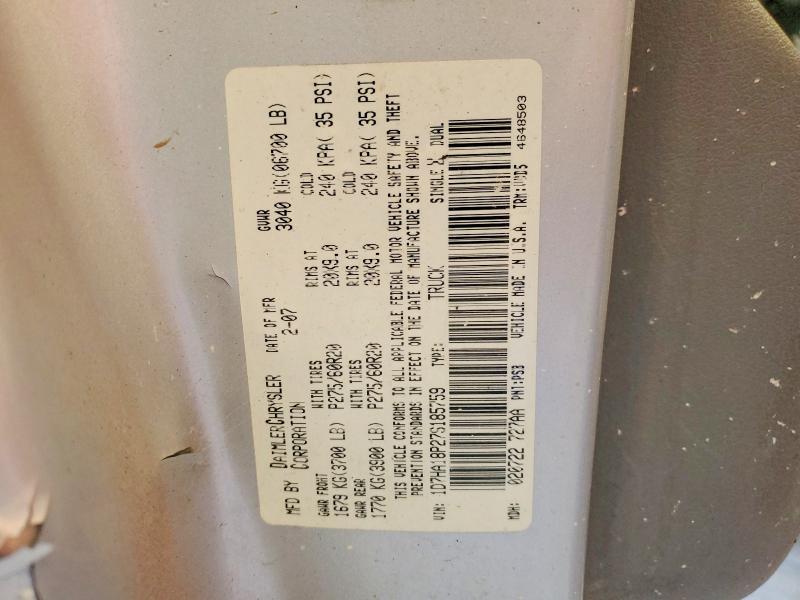 MFD BY DAIMLERCHRYSLER CORPORATION DATE OF MFR 2-07 GVWR 3040 KG(06700 LB)
GAWR FRONT WITH TIRES RIMS AT COLD
1679 KG(3700 LB) P275/60R20 20X9.0 240 KPA( 35 PSI)
GAWR REAR WITH TIRES RIMS AT COLD
1770 KG(3900 LB) P275/60R20 20X9.0 240 KPA( 35 PSI)
THIS VEHICLE CONFORMS TO ALL APPLICABLE FEDERAL MOTOR VEHICLE SAFETY AND THEFT
PREVENTION STANDARDS IN EFFECT ON THE DATE OF MANUFACTURE SHOWN ABOVE.
VIN: 1D7HA18P27S185759 TYPE: TRUCK SINGLE X DUAL
MDH: 020722 727AA PNT:PS3 VEHICLE MADE IN U.S.A. 4648503